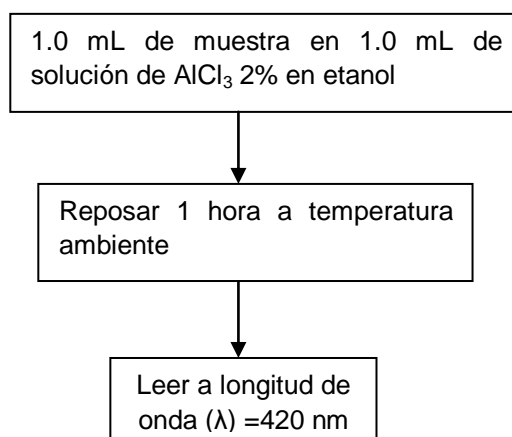 1.0 mL de muestra en 1.0 mL de
solución de AlCl₃ 2% en etanol
Reposar 1 hora a temperatura
ambiente
Leer a longitud de
onda (λ) =420 nm